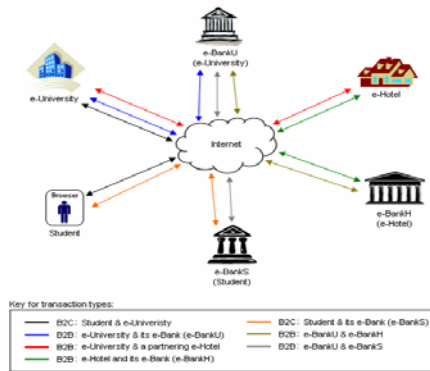 e-BankU
(e-University)
e-University
e-Hotel
Internet
Browser
Student
e-BankH
(e-Hotel)
e-BankS
(Student)
Key for transaction types:
B2C: Student & e-Univeristy
B2B: e-University & its e-Bank (e-BankU)
B2B: e-University & a partnering e-Hotel
B2B: e-Hotel and its e-Bank (e-BankH)
B2C: Student & its e-Bank (e-BankS)
B2B: e-BankU & e-BankH
B2B: e-BankU & e-BankS